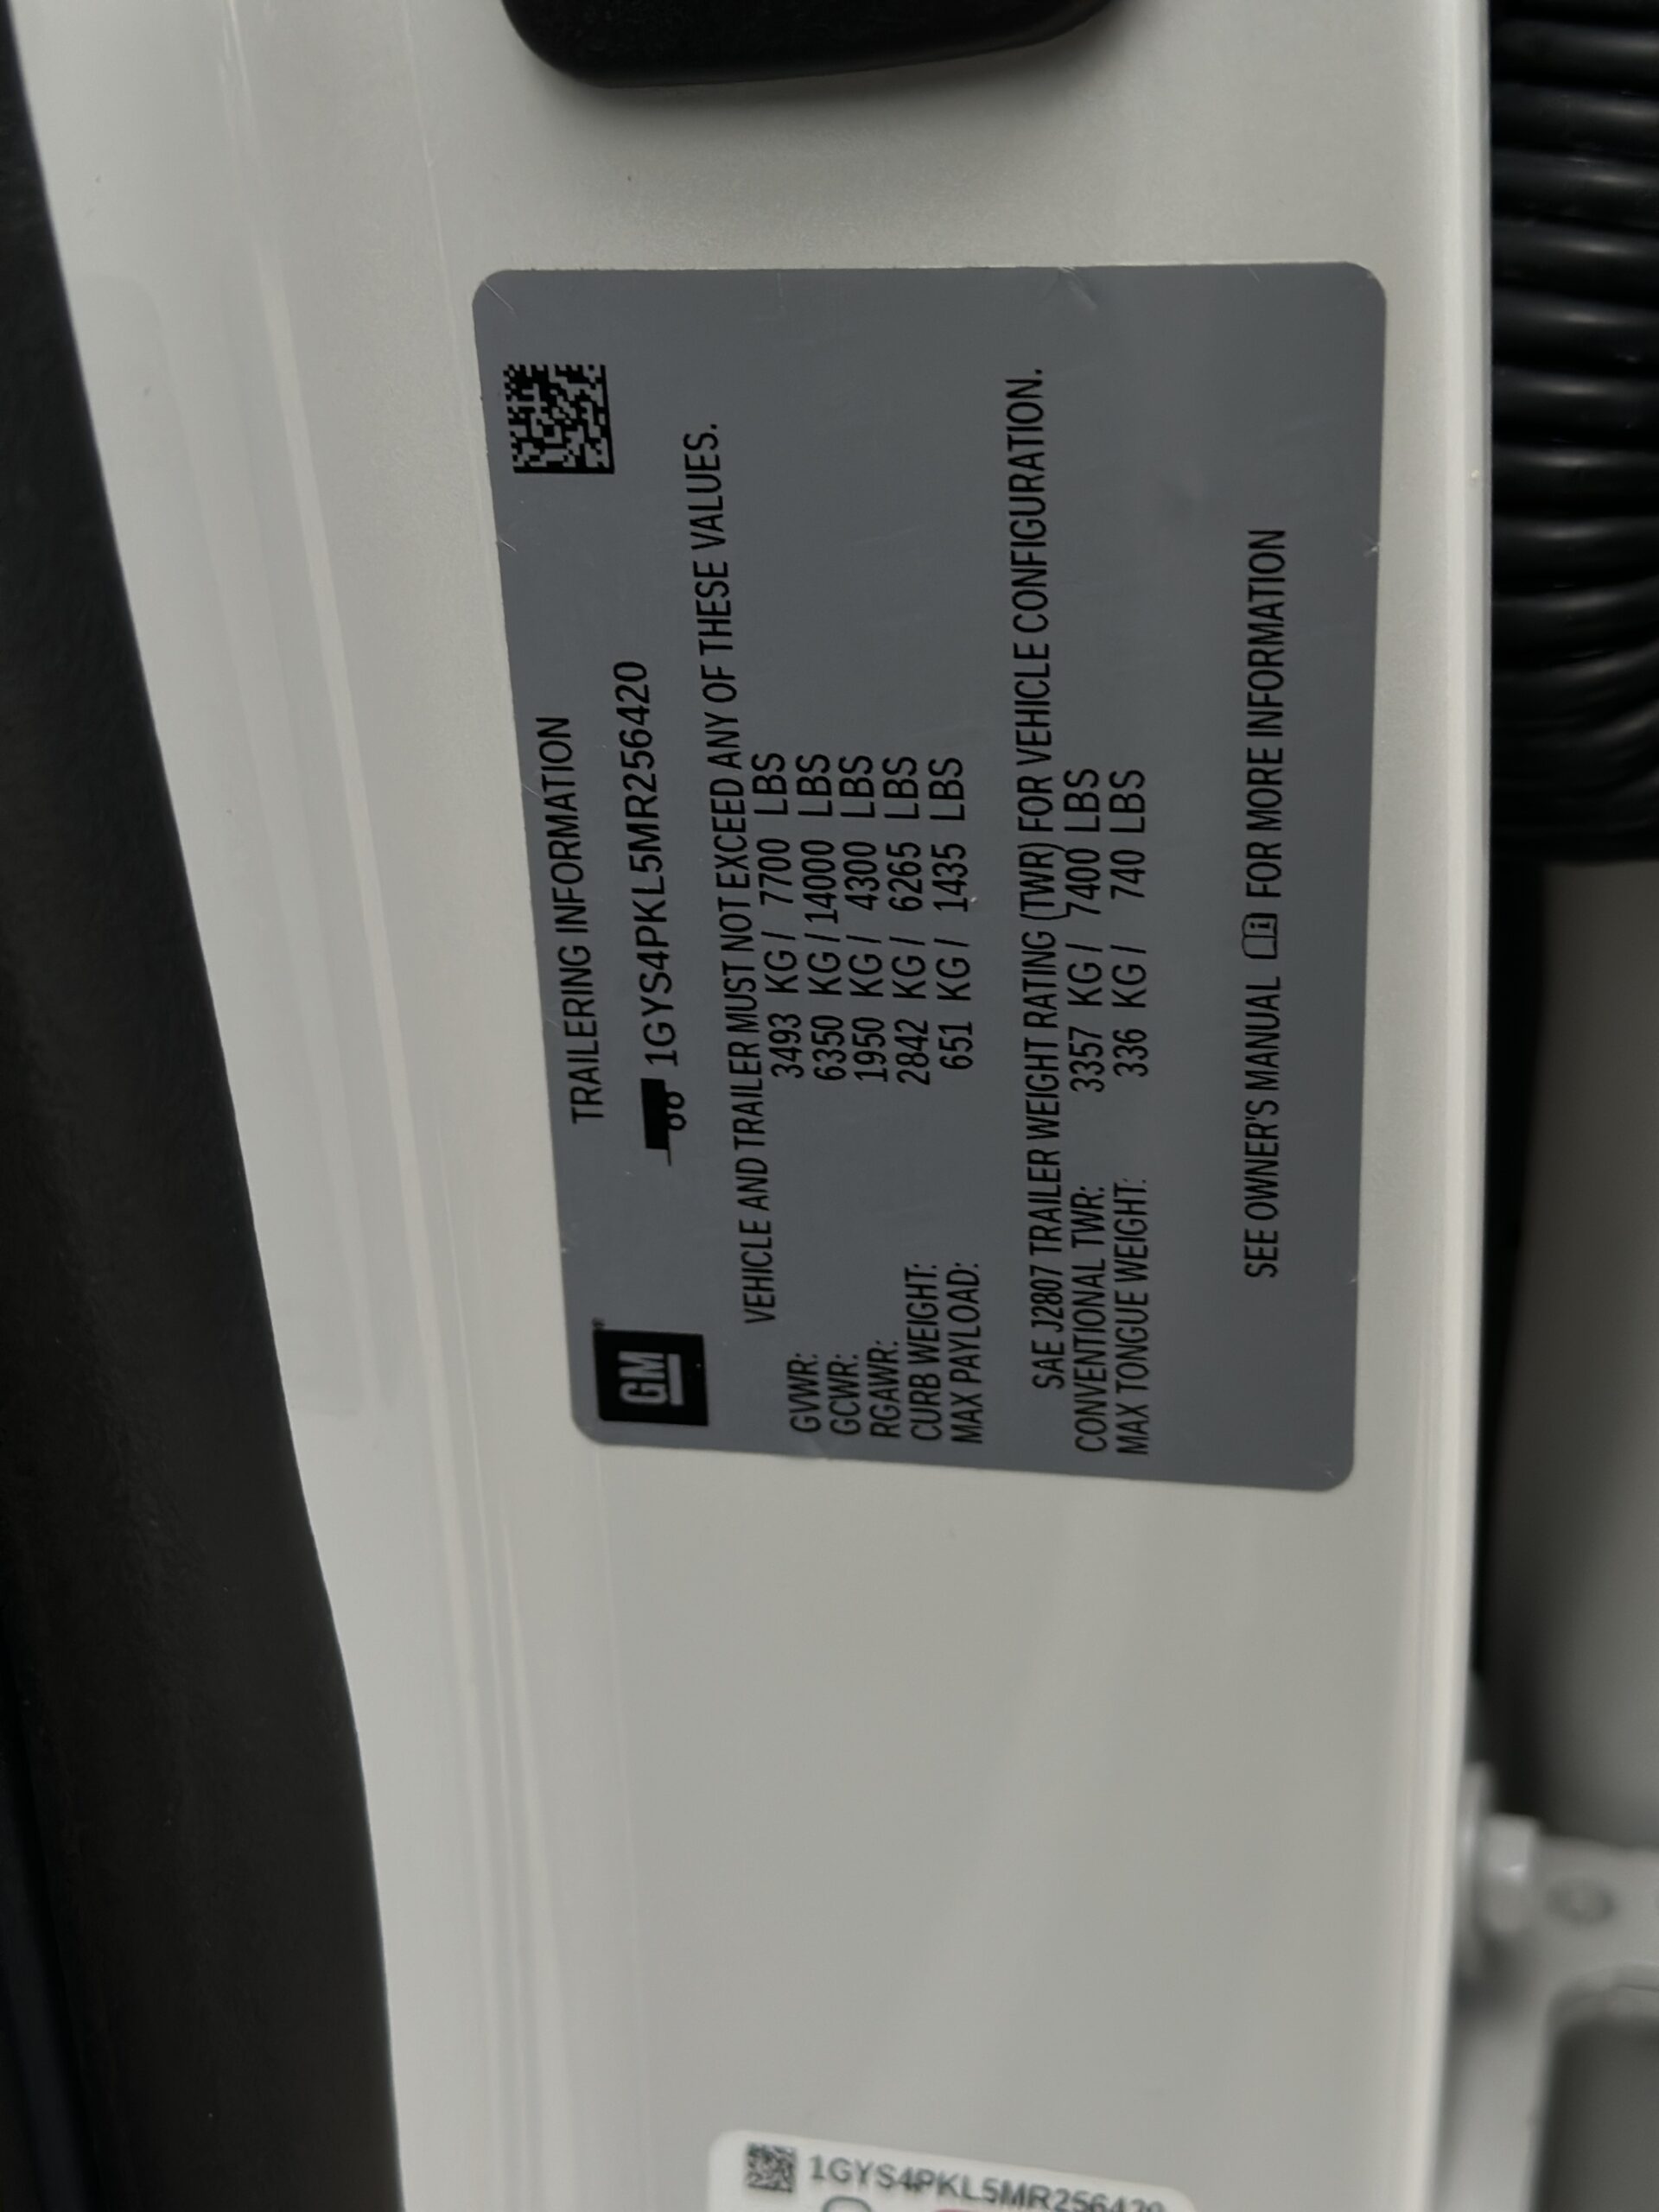 TRAILERING INFORMATION
GM®
1GYS4PKL5MR256420
VEHICLE AND TRAILER MUST NOT EXCEED ANY OF THESE VALUES.
GVWR: 3493 KG / 7700 LBS
GCWR: 6350 KG / 14000 LBS
RGAWR: 1950 KG / 4300 LBS
CURB WEIGHT: 2842 KG / 6265 LBS
MAX PAYLOAD: 651 KG / 1435 LBS
SAE J2807 TRAILER WEIGHT RATING (TWR) FOR VEHICLE CONFIGURATION.
CONVENTIONAL TWR: 3357 KG / 7400 LBS
MAX TONGUE WEIGHT: 336 KG / 740 LBS
SEE OWNER'S MANUAL FOR MORE INFORMATION
1GYS4PKL5MR256420